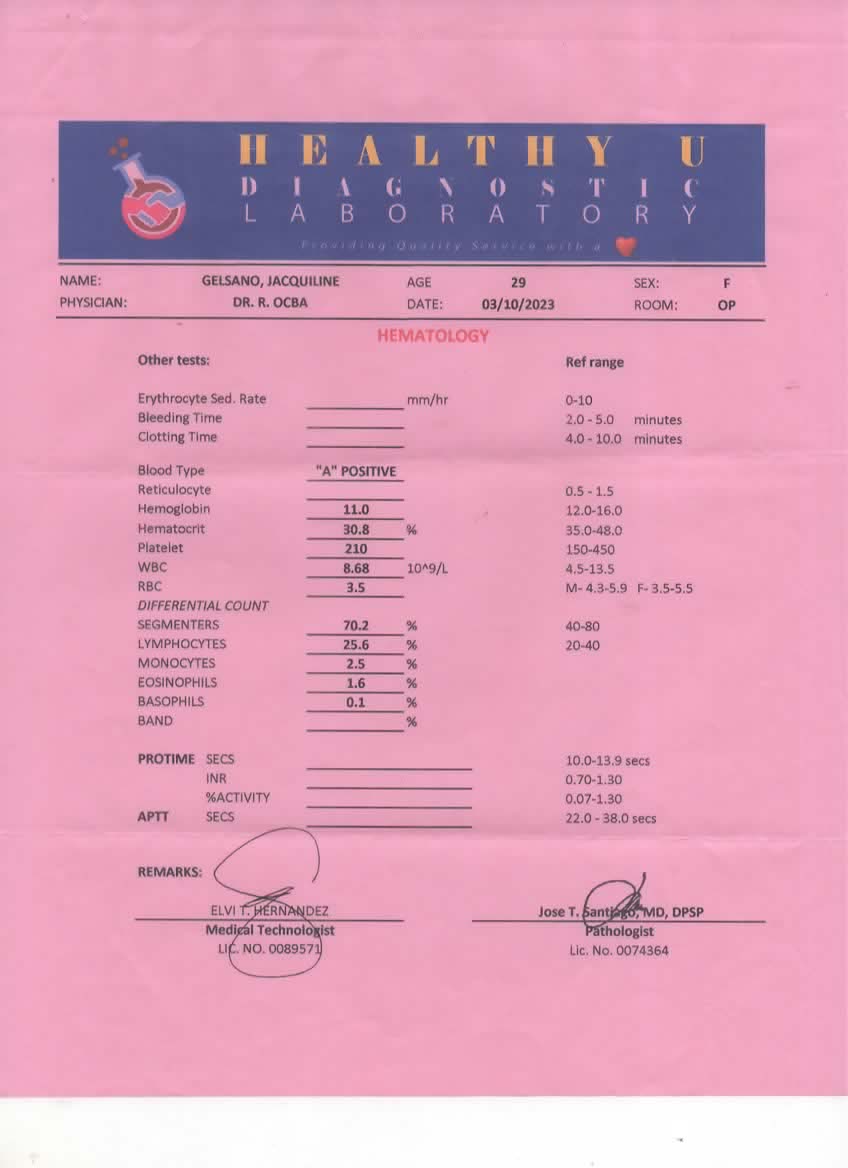 HEALTHY U
DIAGNOSTIC
LABORATORY
Providing Quality Service with a
NAME: GELSANO, JACQUILINE AGE 29 SEX: F
PHYSICIAN: DR. R. OCBA DATE: 03/10/2023 ROOM: OP
HEMATOLOGY
Other tests: Ref range
Erythrocyte Sed. Rate mm/hr 0-10
Bleeding Time 2.0 - 5.0 minutes
Clotting Time 4.0 - 10.0 minutes
Blood Type "A" POSITIVE
Reticulocyte 0.5 - 1.5
Hemoglobin 11.0 12.0-16.0
Hematocrit 30.8 % 35.0-48.0
Platelet 210 150-450
WBC 8.68 10^9/L 4.5-13.5
RBC 3.5 M- 4.3-5.9 F- 3.5-5.5
DIFFERENTIAL COUNT
SEGMENTERS 70.2 % 40-80
LYMPHOCYTES 25.6 % 20-40
MONOCYTES 2.5 %
EOSINOPHILS 1.6 %
BASOPHILS 0.1 %
BAND %
PROTIME SECS 10.0-13.9 secs
INR 0.70-1.30
%ACTIVITY 0.07-1.30
APTT SECS 22.0 - 38.0 secs
REMARKS:
ELVI T. HERNANDEZ Jose T. Santiago, MD, DPSP
Medical Technologist Pathologist
LIC. NO. 0089571 Lic. No. 0074364